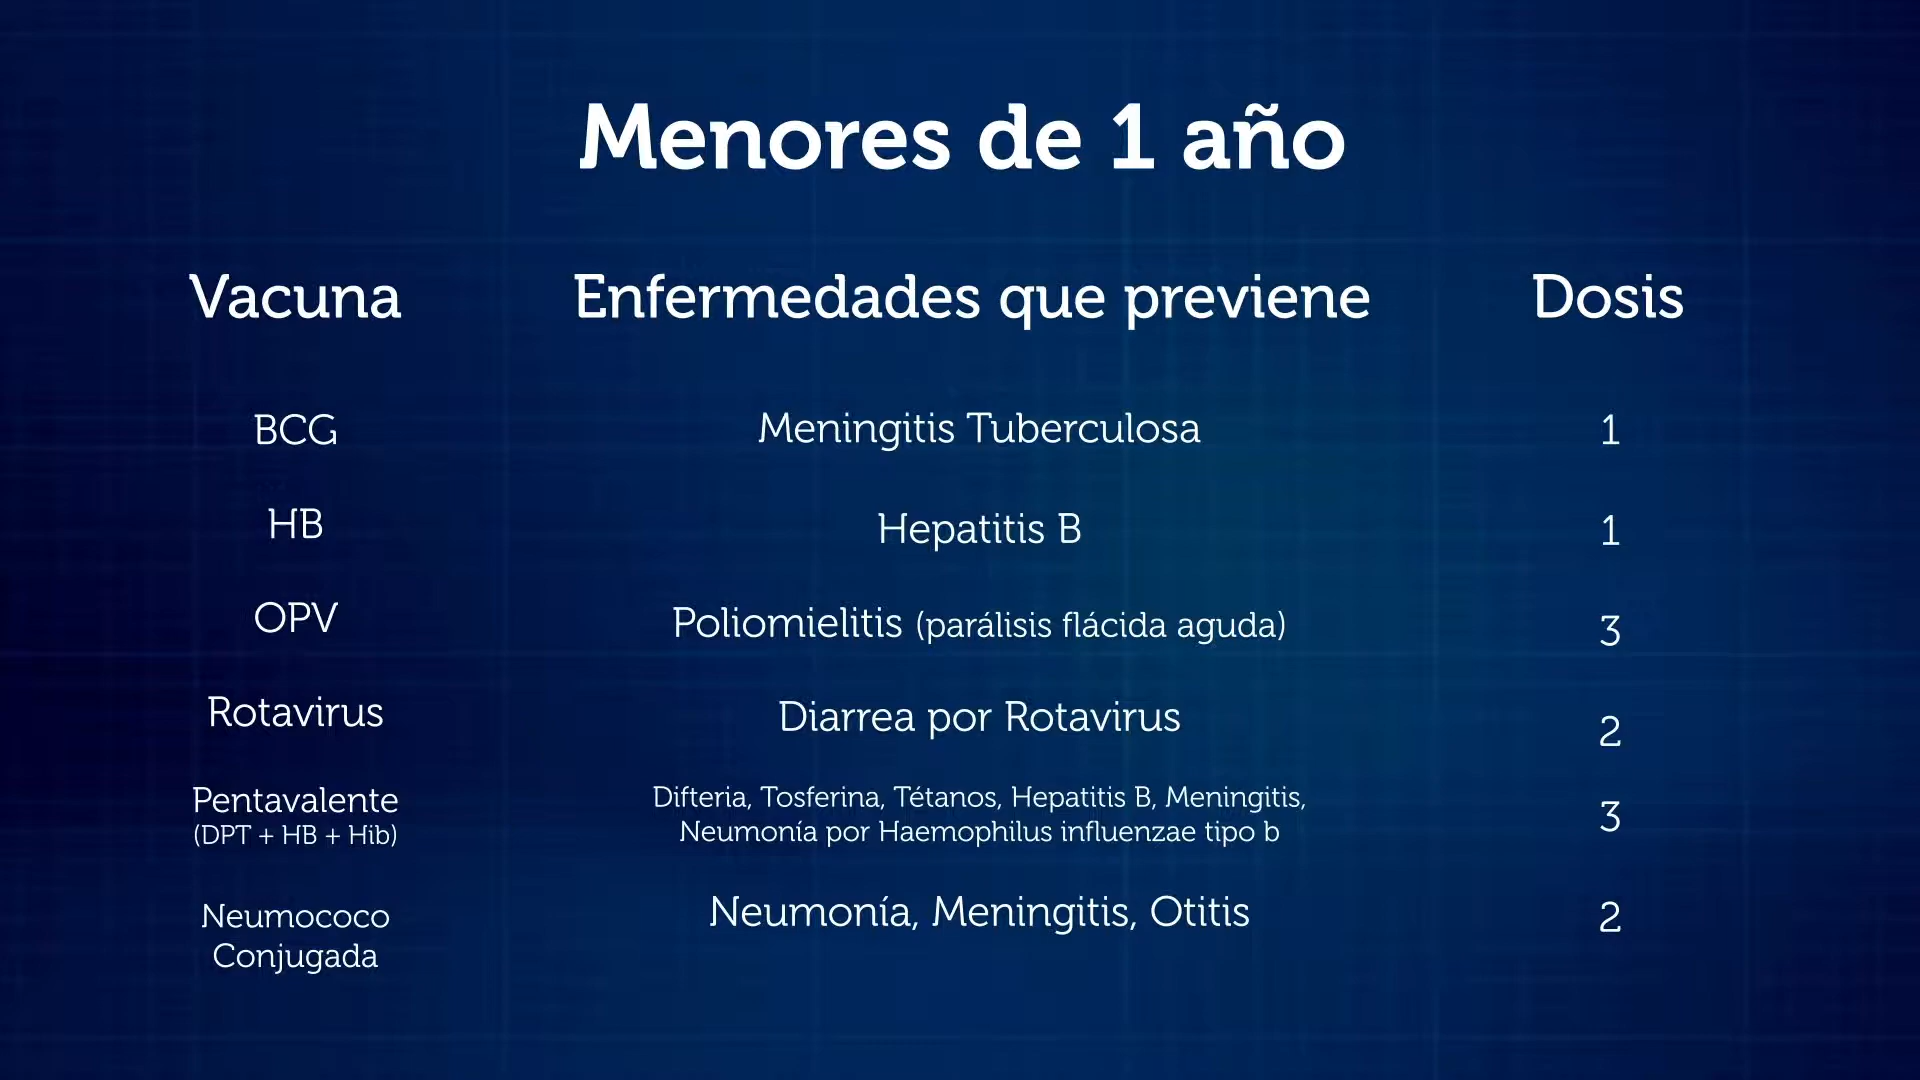 Menores de 1 año
Vacuna Enfermedades que previene Dosis
BCG Meningitis Tuberculosa 1
HB Hepatitis B 1
OPV Poliomielitis (parálisis flácida aguda) 3
Rotavirus Diarrea por Rotavirus 2
Pentavalente Difteria, Tosferina, Tétanos, Hepatitis B, Meningitis, 3
(DPT + HB + Hib) Neumonía por Haemophilus influenzae tipo b
Neumococo Neumonía, Meningitis, Otitis 2
Conjugada